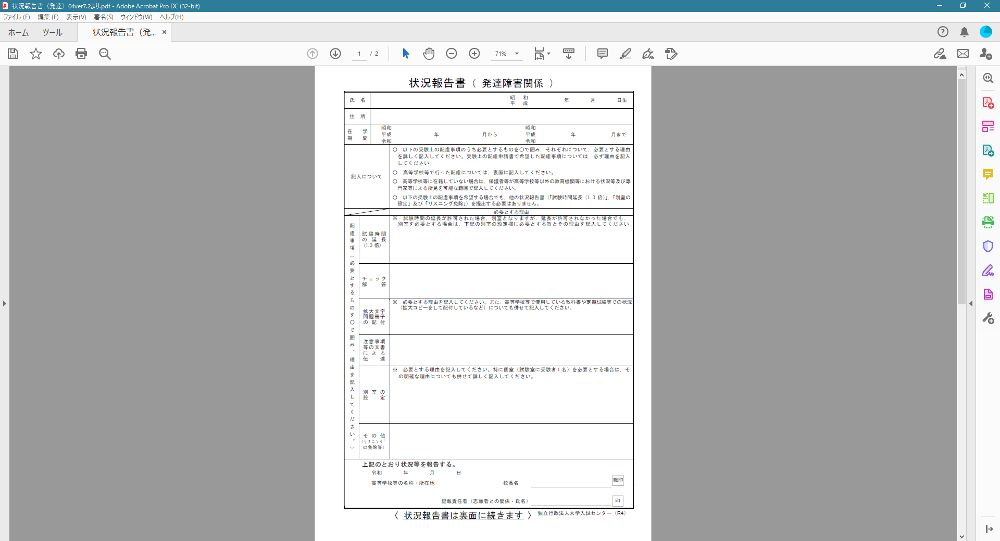 状況報告書（発達）04ver7.2より.pdf - Adobe Acrobat Pro DC (32-bit)
ファイル(F) 編集(E) 表示(V) 署名(S) ウィンドウ(W) ヘルプ(H)
ホーム ツール 状況報告書（発... ×
1 / 2 71%
状況報告書（ 発達障害関係 ）
氏 名 昭 和 年 月 日生
平 成
住 所
在 学 期 間
昭和 平成 令和 年 月から
昭和 平成 令和 年 月まで
記入について
○ 以下の受験上の配慮事項のうち必要とするものを○で囲み，それぞれについて，必要とする理由
を詳しく記入してください。受験上の配慮申請書で希望した配慮事項については，必ず理由を記入
してください。
○ 高等学校等で行った配慮については，裏面に記入してください。
○ 高等学校等に在籍していない場合は，保護者等が高等学校等以外の教育機関等における状況等及び専
門家等による所見を可能な範囲で記入してください。
○ 以下の受験上の配慮事項を希望する場合でも，他の状況報告書（「試験時間延長（1.3 倍）」，「別室の
設定」及び「リスニング免除」）を提出する必要はありません。
必要とする理由
配慮事項（必要とするものを○で囲み、理由を記入してください。）
試験時間
の 延 長
（1.3 倍）
※ 試験時間の延長が許可された場合，別室となりますが，延長が許可されなかった場合でも，
別室を必要とする場合は，下記の別室の設定欄に必要とする旨とその理由を記入してください。
チェック
解 答
拡大文字
問題冊子
の 配 付
※ 必要とする理由を記入してください。また，高等学校等で使用している教科書や定期試験等での状況
（拡大コピーをして配付しているなど）についても併せて記入してください。
注意事項
等の文書
に よ る
伝 達
別 室 の
設 定
※ 必要とする理由を記入してください。特に個室（試験室に受験者１名）を必要とする場合は，そ
の明確な理由についても併せて詳しく記入してください。
そ の 他
（ﾘｽﾆﾝｸﾞ
の免除等）
上記のとおり状況等を報告する。
令和 年 月 日
高等学校等の名称・所在地 校長名 職印
記載責任者（志願者との関係・氏名） 印
〈 状況報告書は裏面に続きます 〉 独立行政法人大学入試センター（R4）